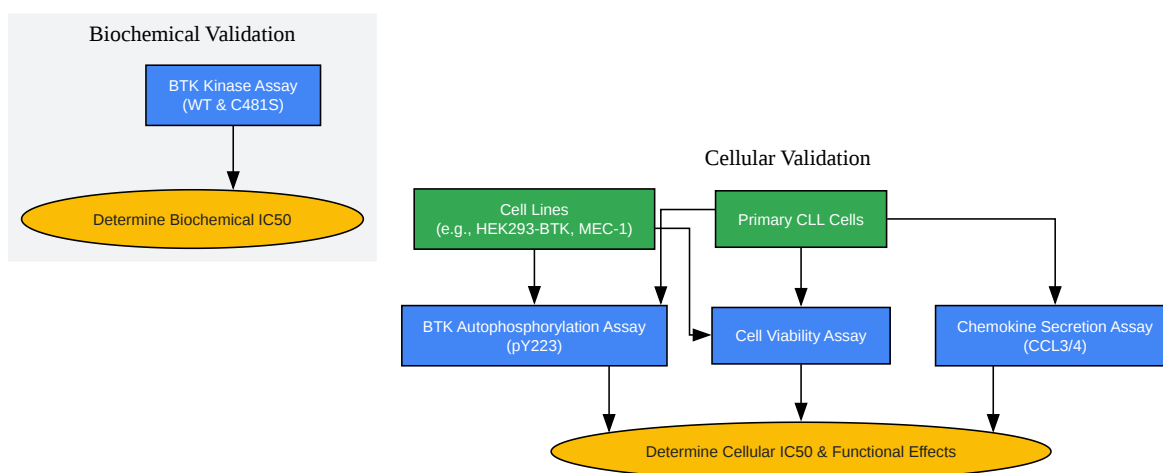 Biochemical Validation
BTK Kinase Assay
(WT & C481S)
Determine Biochemical IC50
Cellular Validation
Cell Lines
(e.g., HEK293-BTK, MEC-1)
Primary CLL Cells
BTK Autophosphorylation Assay
(pY223)
Cell Viability Assay
Chemokine Secretion Assay
(CCL3/4)
Determine Cellular IC50 & Functional Effects